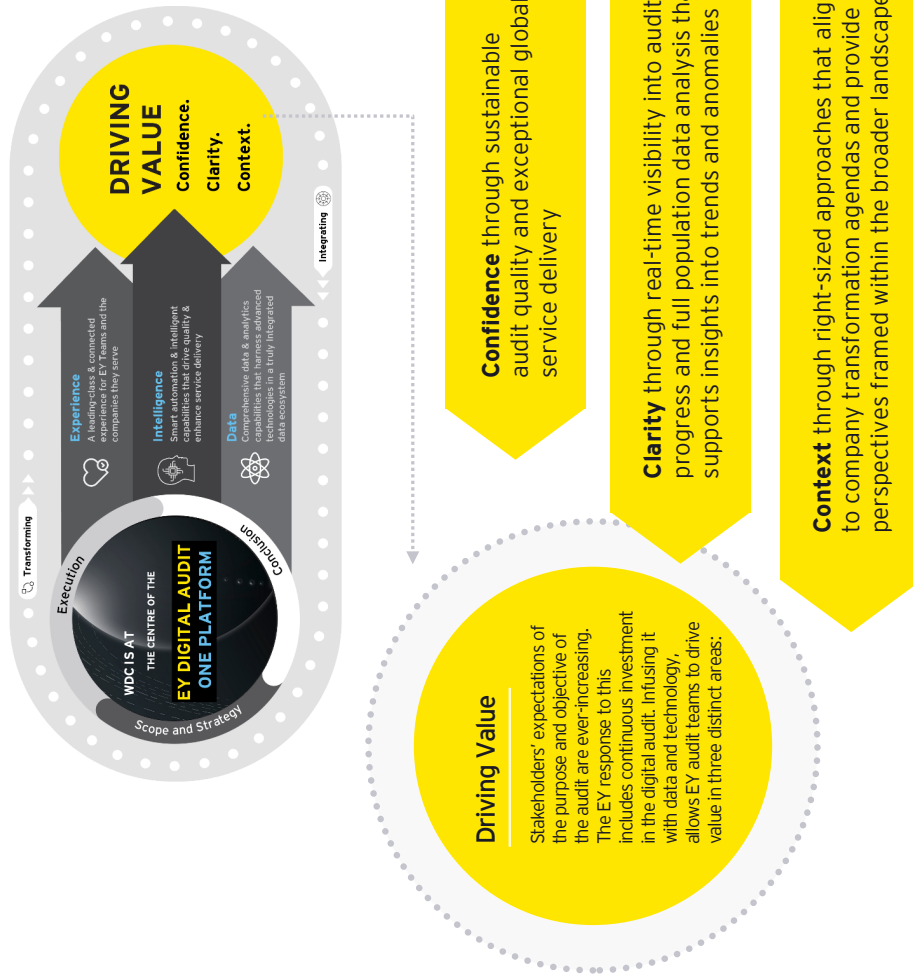 Transforming
Execution
Conclusion
Scope and Strategy
WDC IS AT
THE CENTRE OF THE
EY DIGITAL AUDIT
ONE PLATFORM
Experience
A leading-class & connected
experience for EY Teams and the
companies they serve
Intelligence
Smart automation & intelligent
capabilities that drive quality &
enhance service delivery
Data
Comprehensive data & analytics
capabilities that harness advanced
technologies in a truly Integrated
data ecosystem
DRIVING
VALUE
Confidence.
Clarity.
Context.
Integrating
Driving Value
Stakeholders' expectations of
the purpose and objective of
the audit are ever-increasing.
The EY response to this
includes continuous investment
in the digital audit. Infusing it
with data and technology,
allows EY audit teams to drive
value in three distinct areas:
Confidence through sustainable
audit quality and exceptional global
service delivery
Clarity through real-time visibility into audit
progress and full population data analysis
supports insights into trends and anomalies
Context through right-sized approaches that
to company transformation agendas and provide
perspectives framed within the broader landscape